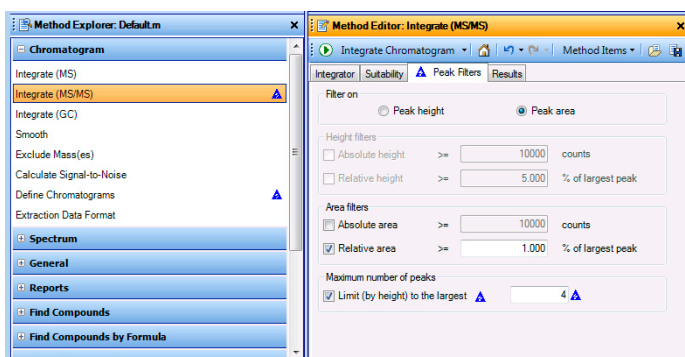 Method Explorer: Default.m
Chromatogram
Integrate (MS)
Integrate (MS/MS)
Integrate (GC)
Smooth
Exclude Mass(es)
Calculate Signal-to-Noise
Define Chromatograms
Extraction Data Format
Spectrum
General
Reports
Find Compounds
Find Compounds by Formula
Method Editor: Integrate (MS/MS)
Integrate Chromatogram Method Items
Integrator Suitability Peak Filters Results
Filter on
Peak height Peak area
Height filters
Absolute height >= 10000 counts
Relative height >= 5.000 % of largest peak
Area filters
Absolute area >= 10000 counts
Relative area >= 1.000 % of largest peak
Maximum number of peaks
Limit (by height) to the largest 4